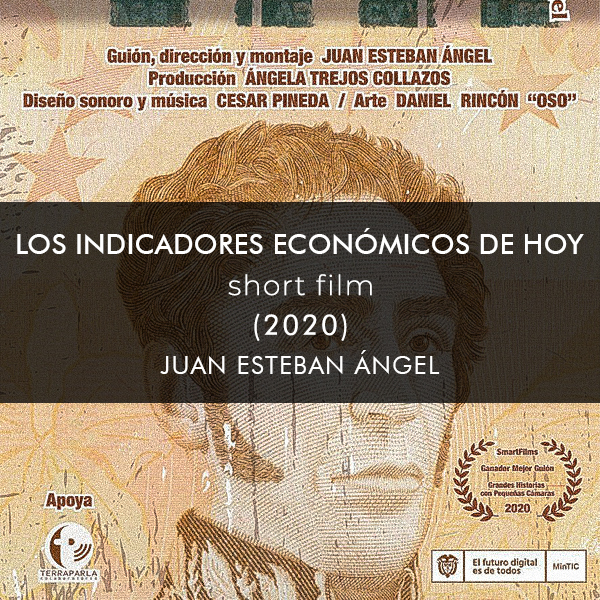 Guión, dirección y montaje JUAN ESTEBAN ÁNGEL
Producción ÁNGELA TREJOS COLLAZOS
Diseño sonoro y música CESAR PINEDA / Arte DANIEL RINCÓN “OSO”
LOS INDICADORES ECONÓMICOS DE HOY
short film
(2020)
JUAN ESTEBAN ÁNGEL
SmartFilms
Ganador Mejor Guión
Grandes Historias
con Pequeñas Cámaras
2020
Apoya
TERRAPARLA
El futuro digital
es de todos
MinTIC